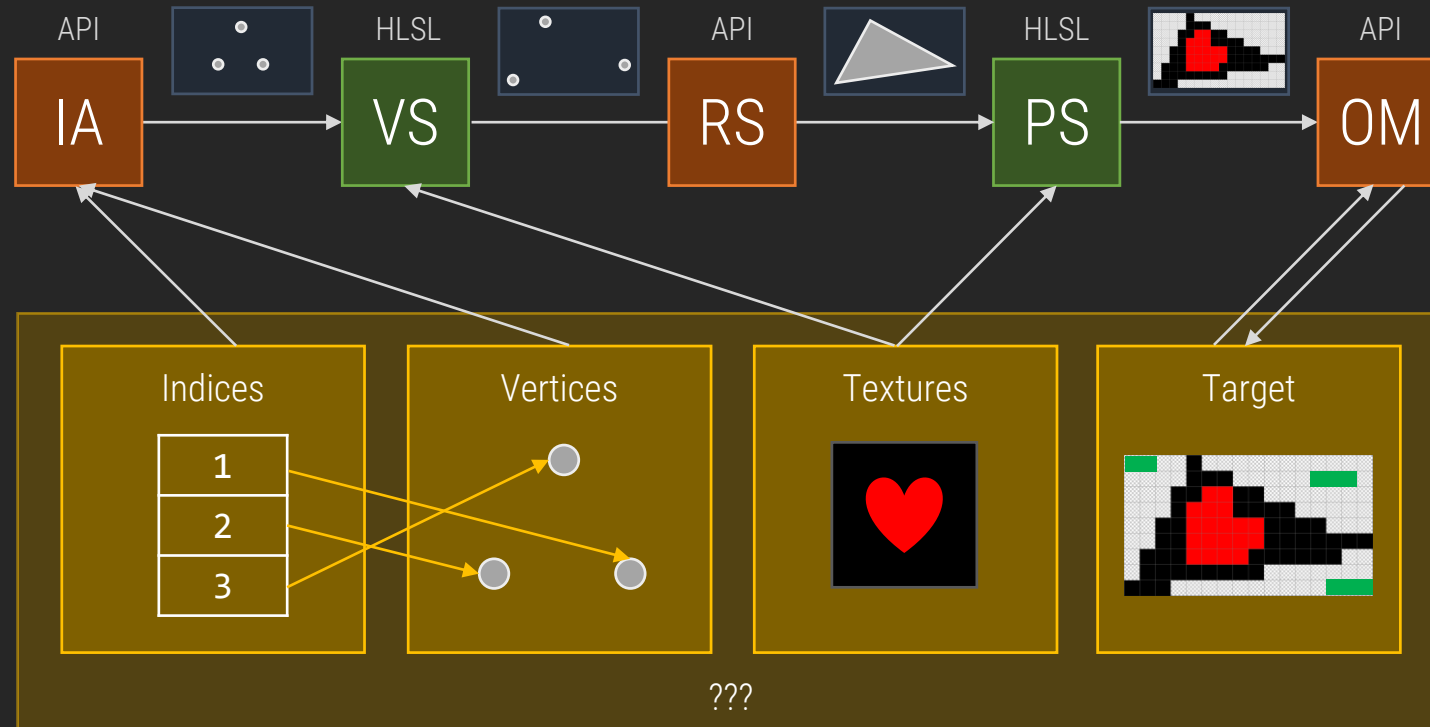 API
HLSL
API
HLSL
API
IA
VS
RS
PS
OM
Indices
Vertices
Textures
Target
1
2
3
???